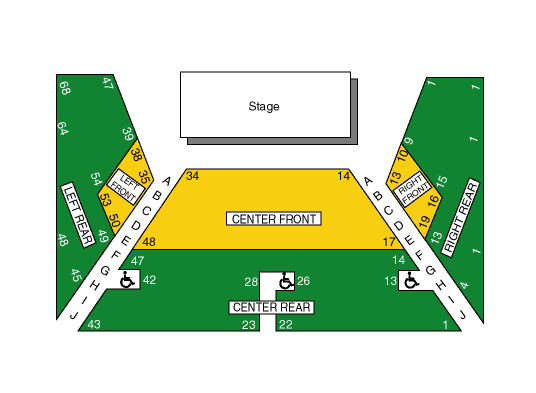 Stage
68
47
64
39
38
LEFT
FRONT
35
54
53
50
49
LEFT REAR
48
45
A
B
C
D
E
F
G
H
I
J
34
14
CENTER FRONT
48
17
47
14
42
28
26
13
CENTER REAR
43
23
22
1
A
B
C
D
E
F
G
H
I
J
1
1
9
10
13
RIGHT
FRONT
15
16
19
13
1
RIGHT REAR
1
4